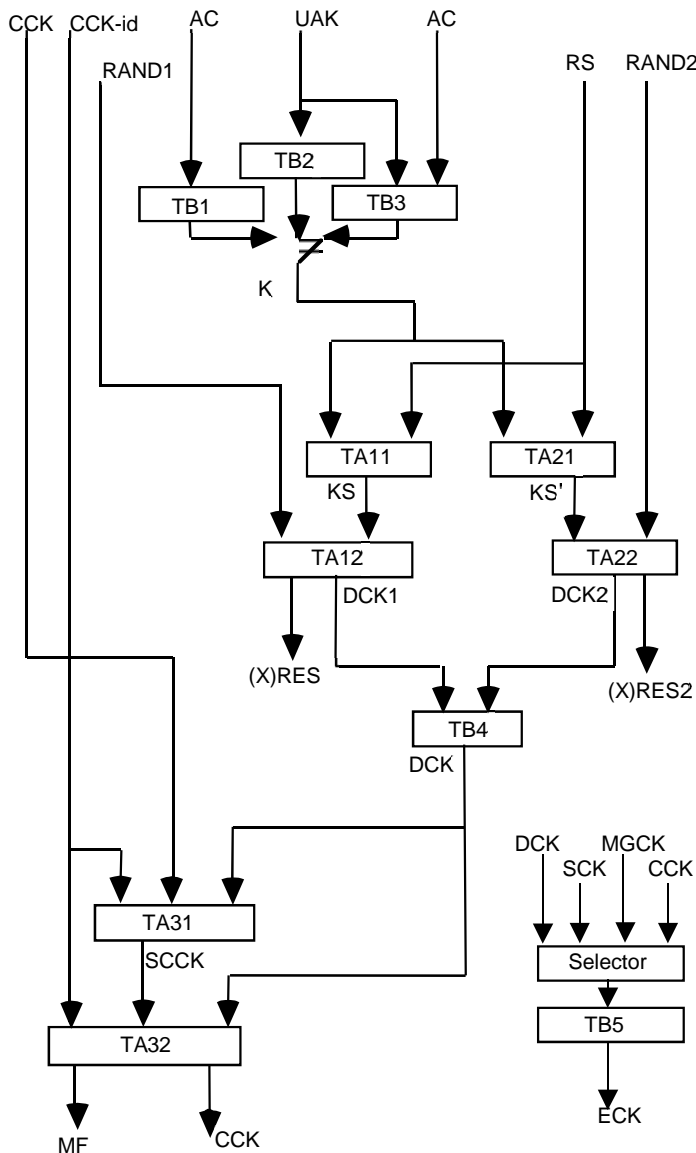 CCK CCK-id AC UAK AC
RAND1 RS RAND2
TB2
TB1 TB3
K
TA11 TA21
KS KS'
TA12 TA22
DCK1 DCK2
(X)RES (X)RES2
TB4
DCK
DCK MGCK
SCK CCK
TA31
SCCK Selector
TB5
TA32
ECK
MF CCK